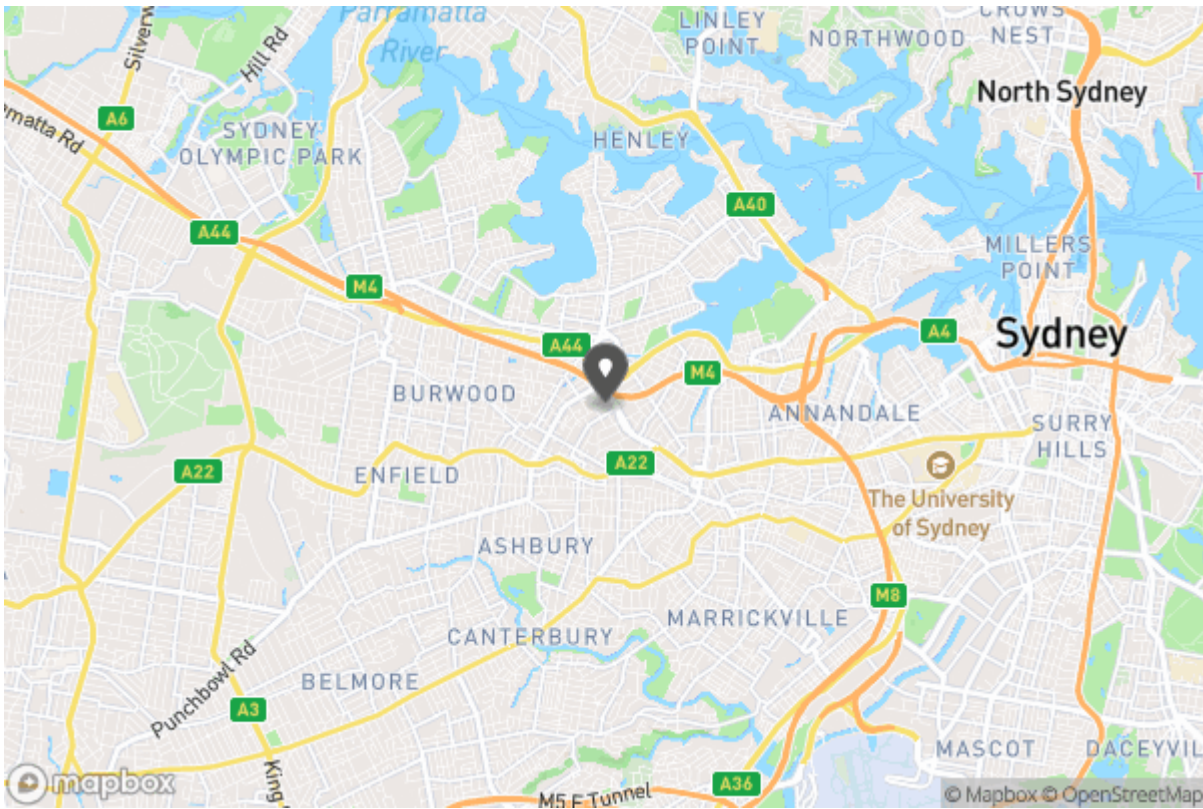 Parramatta
River
LINLEY
POINT
NORTHWOOD
CROWS
NEST
Silverw
Hill Rd
A6
North Sydney
ematta Rd
SYDNEY
OLYMPIC PARK
HENLEY
T
A40
A44
MILLERS
POINT
M4
A44
A4
Sydney
M4
BURWOOD
ANNANDALE
SURRY
HILLS
A22
A22
ENFIELD
The University
of Sydney
ASHBURY
M8
MARRICKVILLE
CANTERBURY
Punchbowl Rd
BELMORE
A3
King
MASCOT
DACEYVIL
A36
M5 E Tunnel
mapbox
© Mapbox © OpenStreetMap